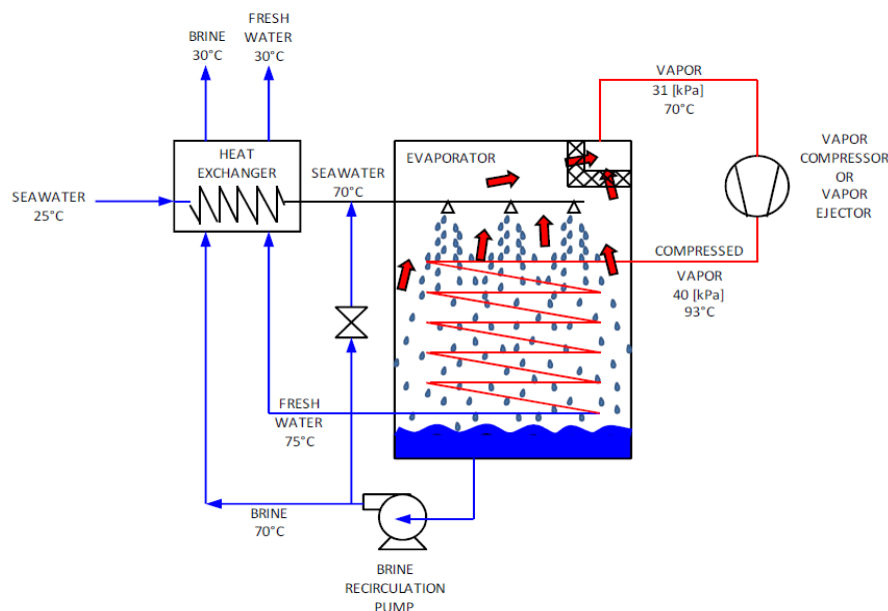 BRINE
30°C
FRESH
WATER
30°C
HEAT
EXCHANGER
SEAWATER
25°C
SEAWATER
70°C
EVAPORATOR
VAPOR
31 [kPa]
70°C
VAPOR
COMPRESSOR
OR
VAPOR
EJECTOR
COMPRESSED
VAPOR
40 [kPa]
93°C
FRESH
WATER
75°C
BRINE
70°C
BRINE
RECIRCULATION
PUMP